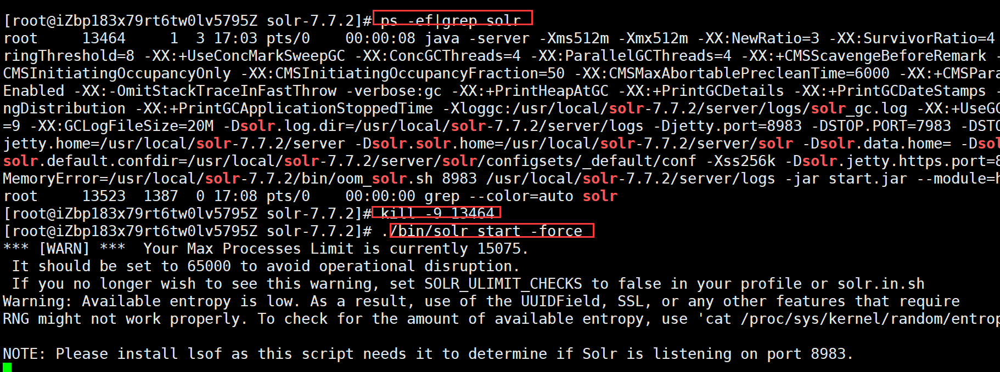 [root@iZbp183x79rt6tw0lv5795Z solr-7.7.2]# ps -ef|grep solr
root     13464     1  3 17:03 pts/0    00:00:08 java -server -Xms512m -Xmx512m -XX:NewRatio=3 -XX:SurvivorRatio=4
ringThreshold=8 -XX:+UseConcMarkSweepGC -XX:ConcGCThreads=4 -XX:ParallelGCThreads=4 -XX:+CMSScavengeBeforeRemark -
CMSInitiatingOccupancyOnly -XX:CMSInitiatingOccupancyFraction=50 -XX:CMSMaxAbortablePrecleanTime=6000 -XX:+CMSPara
Enabled -XX:-OmitStackTraceInFastThrow -verbose:gc -XX:+PrintHeapAtGC -XX:+PrintGCDetails -XX:+PrintGCDateStamps -
ngDistribution -XX:+PrintGCApplicationStoppedTime -Xloggc:/usr/local/solr-7.7.2/server/logs/solr_gc.log -XX:+UseGC
=9 -XX:GCLogFileSize=20M -Dsolr.log.dir=/usr/local/solr-7.7.2/server/logs -Djetty.port=8983 -DSTOP.PORT=7983 -DSTO
jetty.home=/usr/local/solr-7.7.2/server -Dsolr.solr.home=/usr/local/solr-7.7.2/server/solr -Dsolr.data.home= -Dsol
solr.default.confdir=/usr/local/solr-7.7.2/server/solr/configsets/_default/conf -Xss256k -Dsolr.jetty.https.port=8
MemoryError=/usr/local/solr-7.7.2/bin/oom_solr.sh 8983 /usr/local/solr-7.7.2/server/logs -jar start.jar --module=h
root     13523  1387  0 17:08 pts/0    00:00:00 grep --color=auto solr
[root@iZbp183x79rt6tw0lv5795Z solr-7.7.2]# kill -9 13464
[root@iZbp183x79rt6tw0lv5795Z solr-7.7.2]# ./bin/solr start -force
*** [WARN] ***  Your Max Processes Limit is currently 15075.
 It should be set to 65000 to avoid operational disruption.
 If you no longer wish to see this warning, set SOLR_ULIMIT_CHECKS to false in your profile or solr.in.sh
Warning: Available entropy is low. As a result, use of the UUIDField, SSL, or any other features that require
RNG might not work properly. To check for the amount of available entropy, use 'cat /proc/sys/kernel/random/entrop
NOTE: Please install lsof as this script needs it to determine if Solr is listening on port 8983.